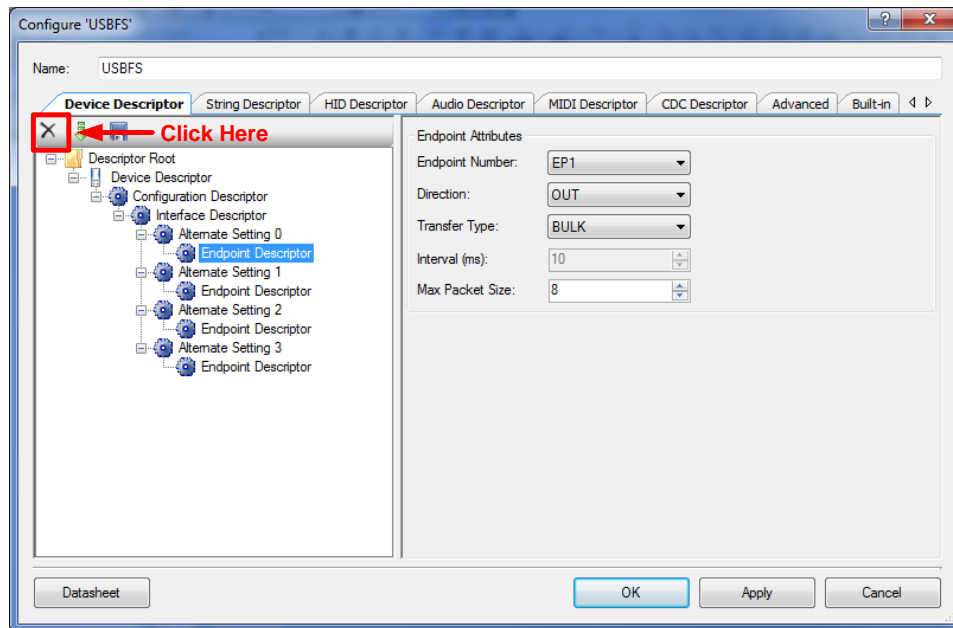 Configure 'USBFS'
Name: USBFS
Device Descriptor String Descriptor HID Descriptor Audio Descriptor MIDI Descriptor CDC Descriptor Advanced Built-in
Click Here
Descriptor Root
Device Descriptor
Configuration Descriptor
Interface Descriptor
Alternate Setting 0
Endpoint Descriptor
Alternate Setting 1
Endpoint Descriptor
Alternate Setting 2
Endpoint Descriptor
Alternate Setting 3
Endpoint Descriptor
Endpoint Attributes
Endpoint Number: EP1
Direction: OUT
Transfer Type: BULK
Interval (ms): 10
Max Packet Size: 8
Datasheet OK Apply Cancel